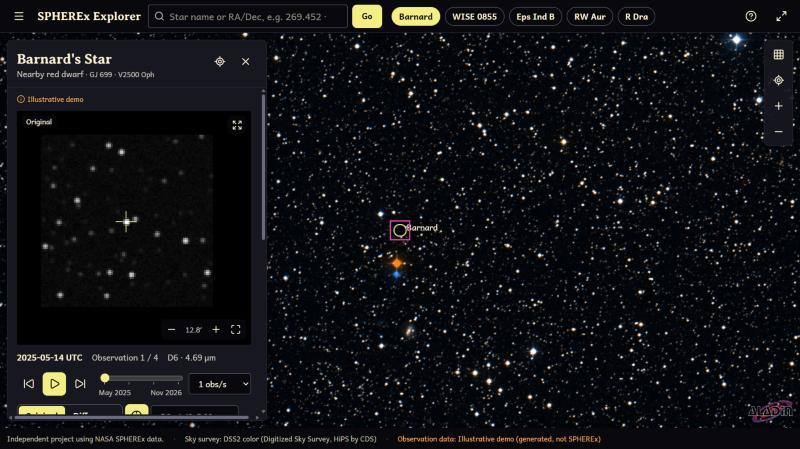 SPHEREx Explorer
Star name or RA/Dec, e.g. 269.452 ·
Go
Barnard
WISE 0855
Eps Ind B
RW Aur
R Dra
Barnard's Star
Nearby red dwarf · GJ 699 · V2500 Oph
Illustrative demo
Original
12.8'
2025-05-14 UTC Observation 1 / 4 D6 · 4.69 μm
1 obs/s
May 2025 Nov 2026
Barnard
ALADIN
Independent project using NASA SPHEREx data. · Sky survey: DSS2 color (Digitized Sky Survey, HiPS by CDS) · Observation data: Illustrative demo (generated, not SPHEREx)